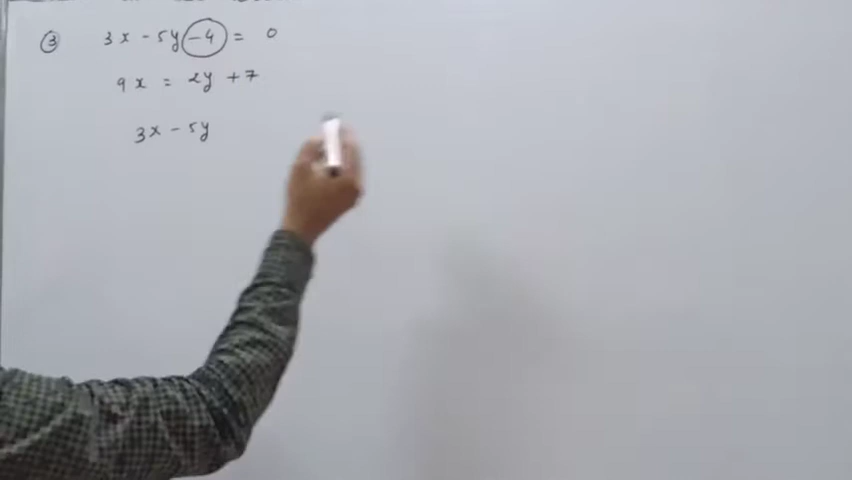 ③ 3x - 5y - 4 = 0
9x = 2y + 7
3x - 5y